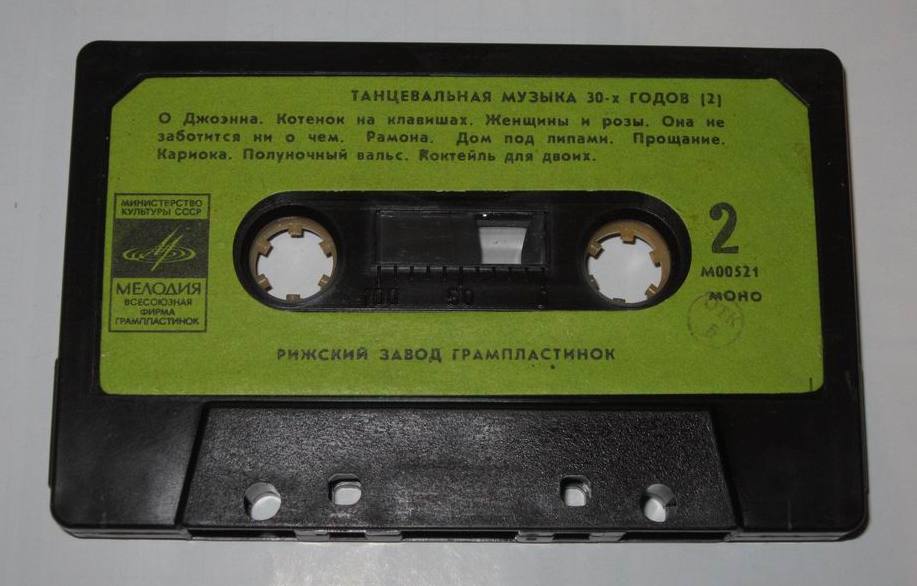 ТАНЦЕВАЛЬНАЯ МУЗЫКА 30-х ГОДОВ (2)
О Джоэнна. Котенок на клавишах. Женщины и розы. Она не
заботится ни о чем. Рамона. Дом под липами. Прощание.
Кариока. Полуночный вальс. Коктейль для двоих.
МИНИСТЕРСТВО
КУЛЬТУРЫ СССР
МЕЛОДИЯ
ВСЕСОЮЗНАЯ
ФИРМА
ГРАМПЛАСТИНОК
2
М00521
МОНО
ОТК
100 50 0
РИЖСКИЙ ЗАВОД ГРАМПЛАСТИНОК